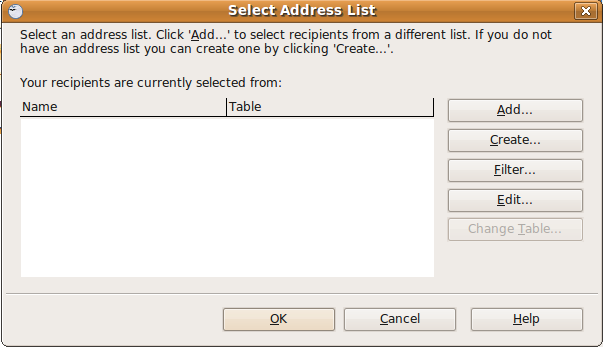 Select Address List
Select an address list. Click 'Add...' to select recipients from a different list. If you do not
have an address list you can create one by clicking 'Create...'.
Your recipients are currently selected from:
Name Table
Add...
Create...
Filter...
Edit...
Change Table...
OK Cancel Help